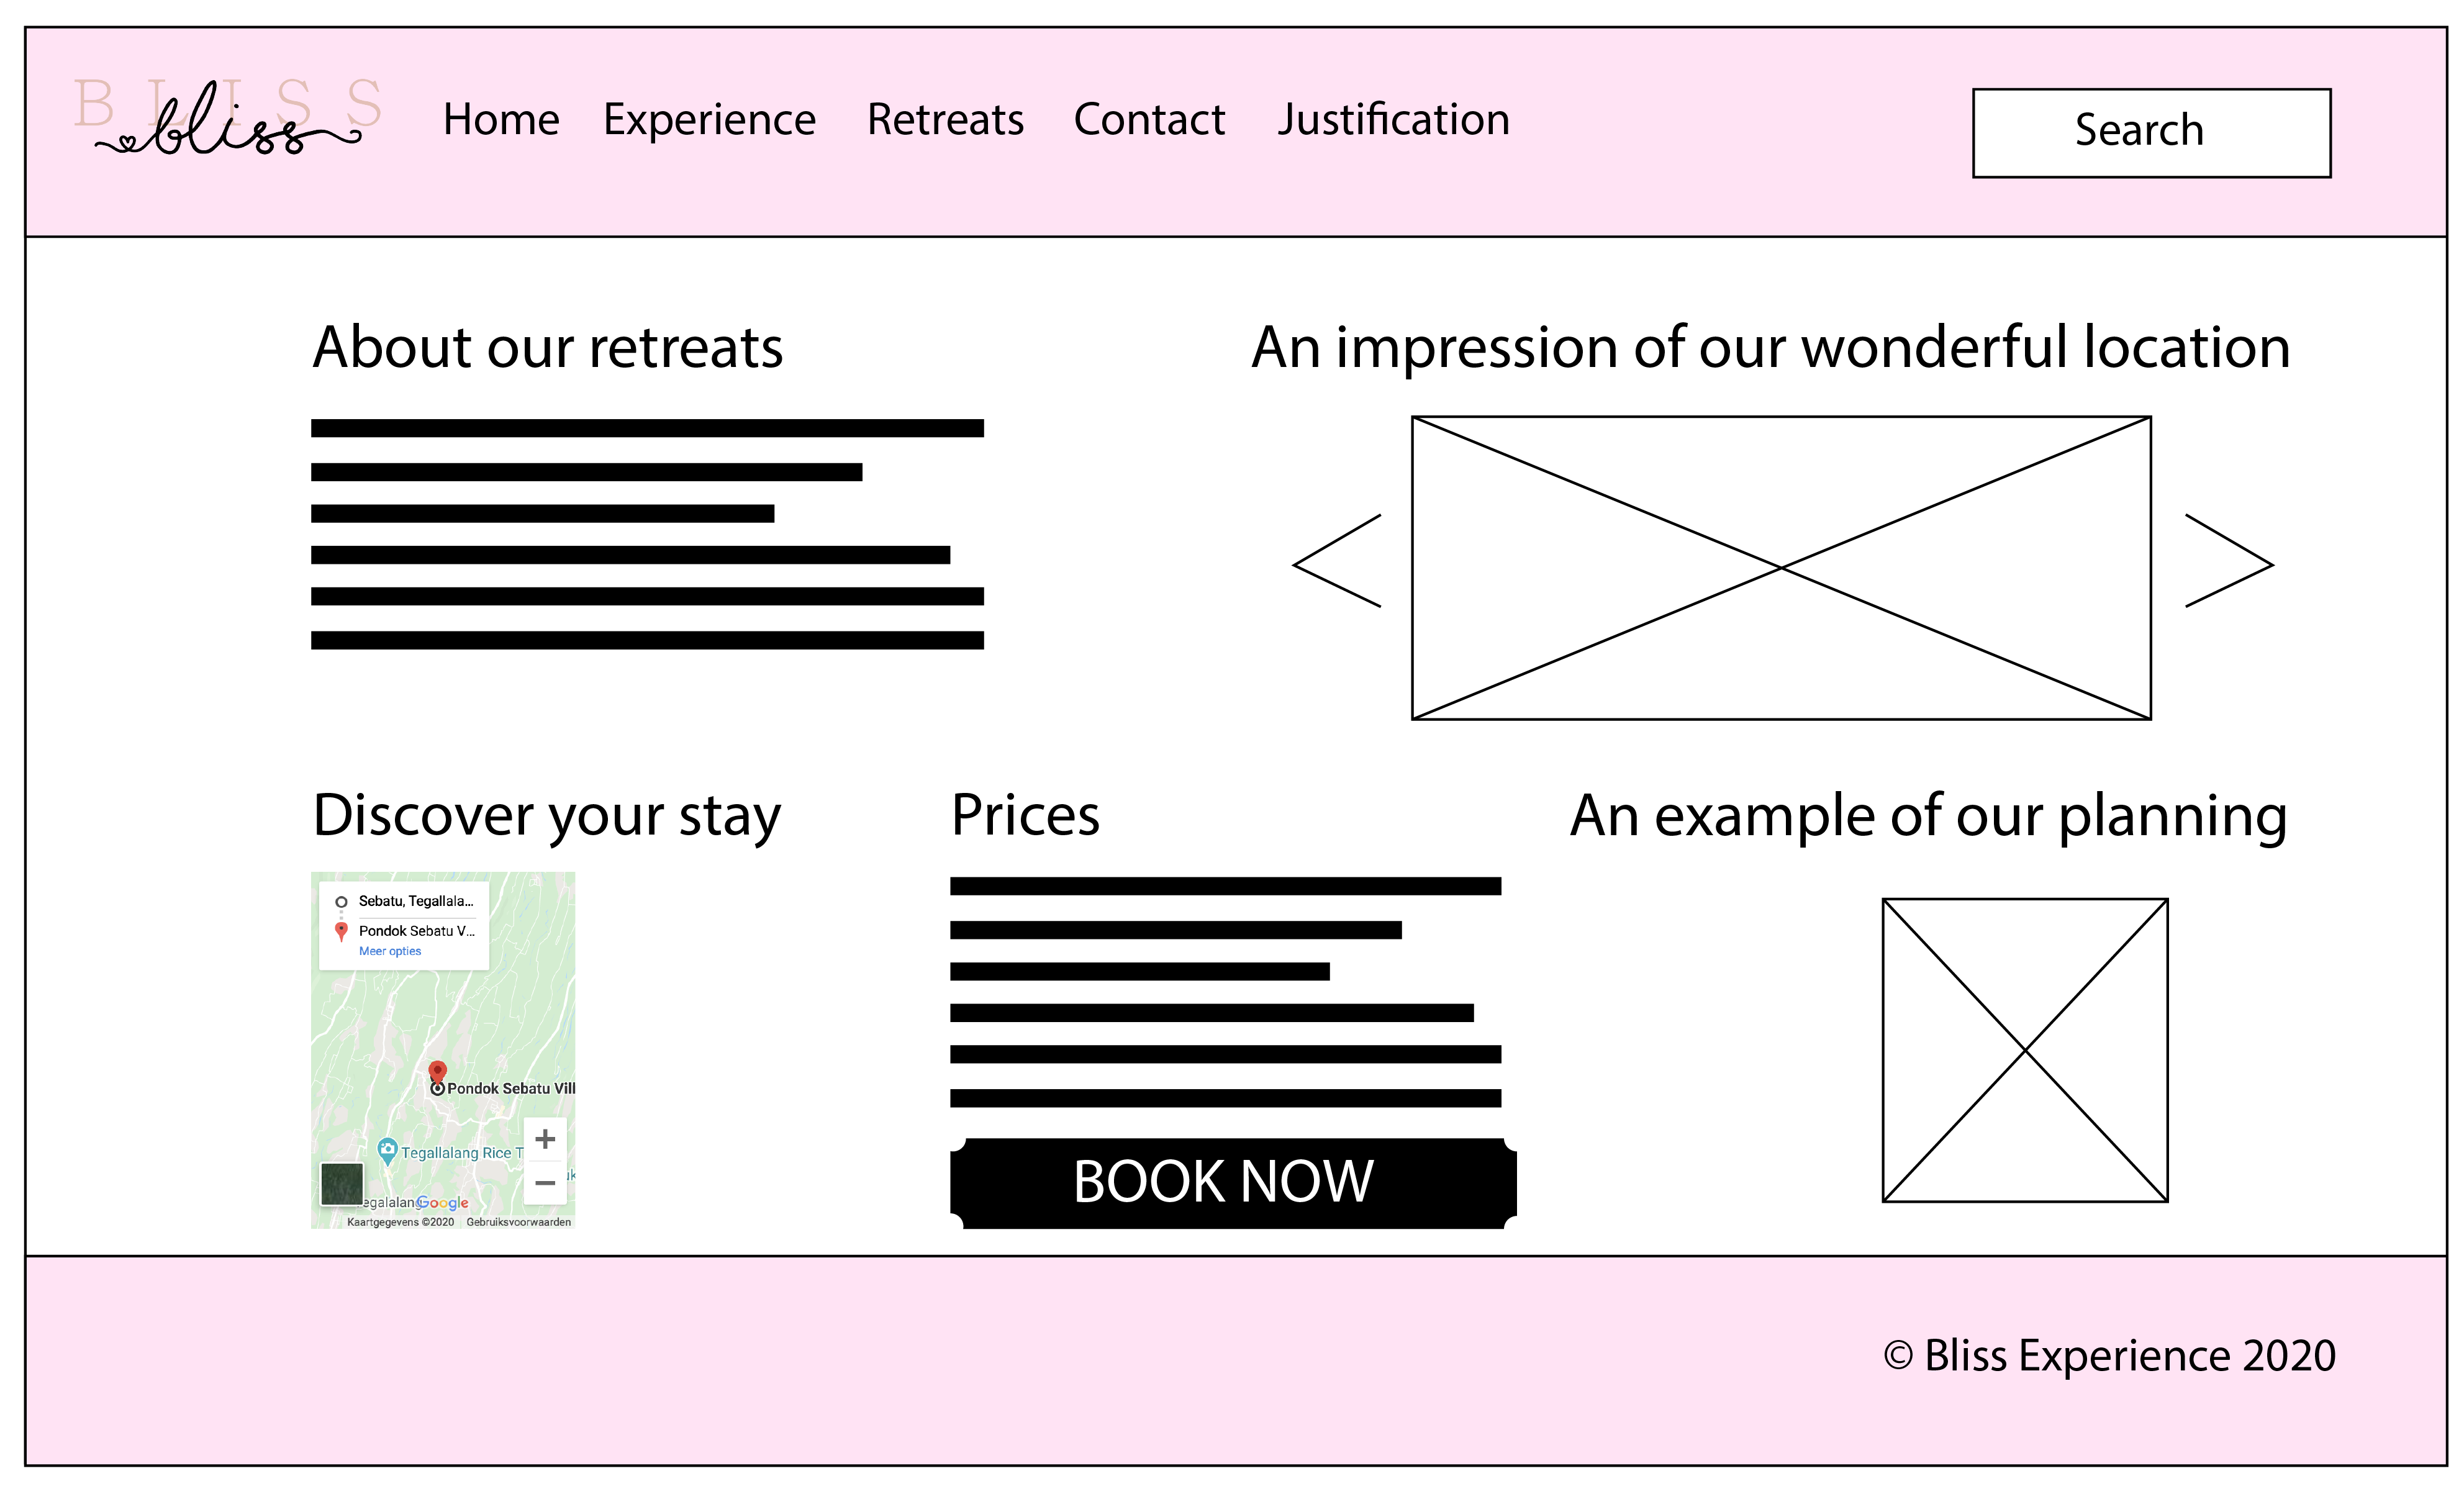 BLISS
bliss
Home Experience Retreats Contact Justification
Search
About our retreats
An impression of our wonderful location
Discover your stay
Prices
An example of our planning
Sebatu, Tegallala...
Pondok Sebatu V...
Meer opties
Pondok Sebatu Vill
Tegallalang Rice T
uk
egalalang
Google
Kaartgegevens ©2020 Gebruiksvoorwaarden
BOOK NOW
© Bliss Experience 2020